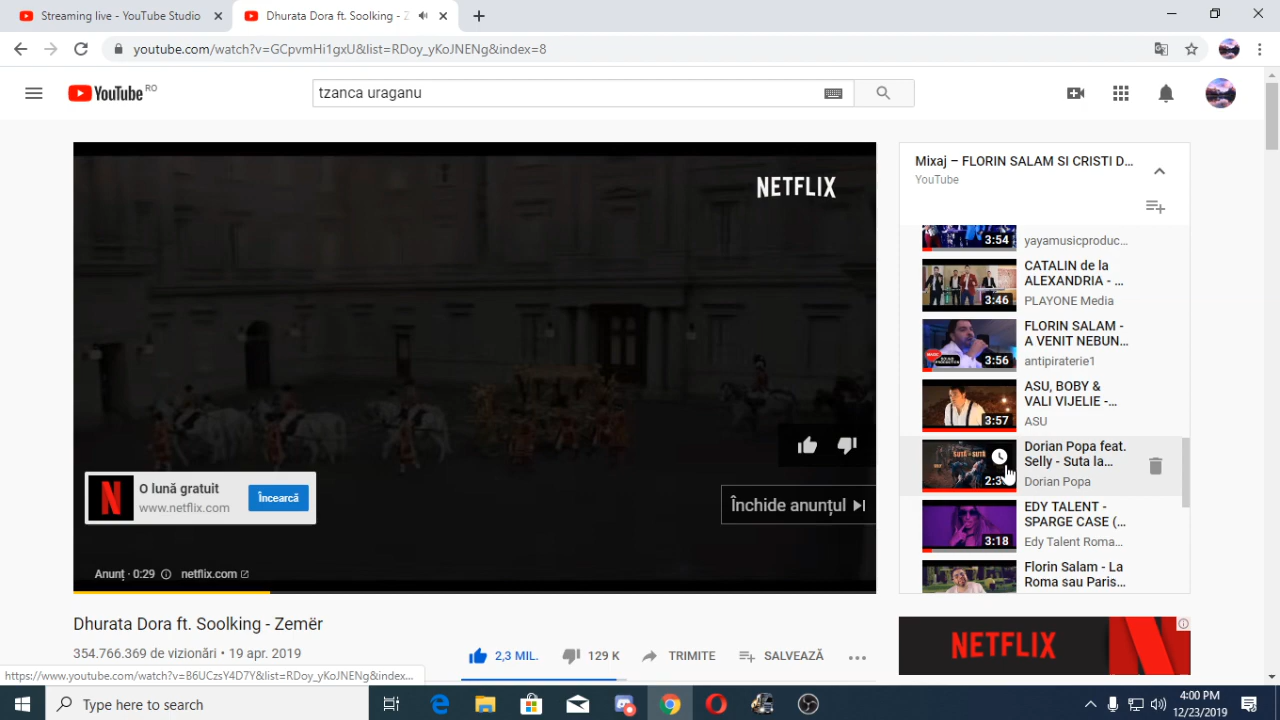 Streaming live - YouTube Studio
Dhurata Dora ft. Soolking - Z
youtube.com/watch?v=GCpvmHi1gxU&list=RDoy_yKoJNENg&index=8
YouTube RO
tzanca uraganu
NETFLIX
O lună gratuit
www.netflix.com
Încearcă
Închide anunțul
Anunț · 0:29
netflix.com
Mixaj – FLORIN SALAM SI CRISTI D...
YouTube
3:54
yayamusicproduc...
3:46
CATALIN de la
ALEXANDRIA - ...
PLAYONE Media
3:56
FLORIN SALAM -
A VENIT NEBUN...
antipiraterie1
3:57
ASU, BOBY &
VALI VIJELIE -...
ASU
SUTĂ SUTĂ
Dorian Popa feat.
Selly - Suta la...
Dorian Popa
3:18
EDY TALENT -
SPARGE CASE (...
Edy Talent Roma...
Florin Salam - La
Roma sau Paris...
Dhurata Dora ft. Soolking - Zemër
354.766.369 de vizionări • 19 apr. 2019
2,3 MIL.
129 K
TRIMITE
SALVEAZĂ
NETFLIX
https://www.youtube.com/watch?v=86UCzsY4D7Y&list=RDoy_yKoJNENg&index...
Type here to search
4:00 PM
12/23/2019